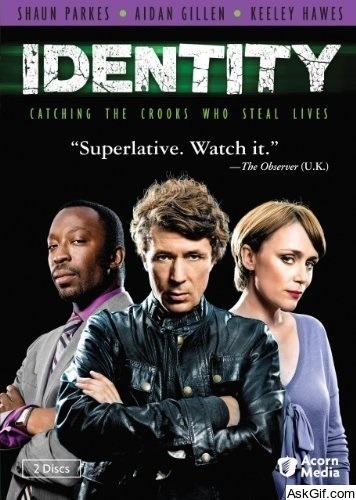 SHAUN PARKES • AIDAN GILLEN • KEELEY HAWES
IDENTITY
CATCHING THE CROOKS WHO STEAL LIVES
“Superlative. Watch it.”
—The Observer (U.K.)
2 Discs
Acorn
Media
AskGif.com